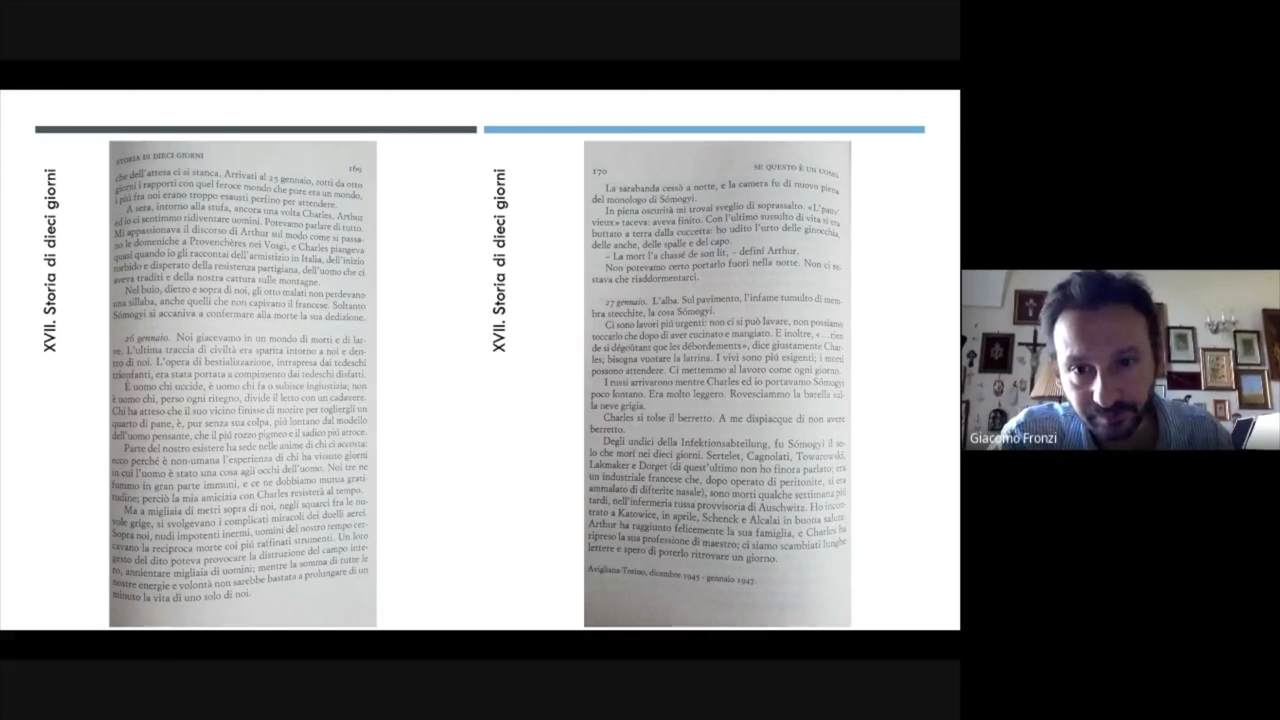 XVII. Storia di dieci giorni
STORIA DI DIECI GIORNI
169
che dell'attesa ci si stanca. Arrivati al 25 gennaio, rotti da otto
giorni i rapporti con quel feroce mondo che pure era un mondo,
i piú fra noi erano troppo esausti perfino per attendere.
A sera, intorno alla stufa, ancora una volta Charles, Arthur
ed io ci sentimmo ridiventare uomini. Potevamo parlare di tutto.
Mi appassionava il discorso di Arthur sul modo come si passa-
no le domeniche a Provenchères nei Vosgi, e Charles piangeva
quasi quando io gli raccontai dell'armistizio in Italia, dell'inizio
torbido e disperato della resistenza partigiana, dell'uomo che ci
aveva traditi e della nostra cattura sulle montagne.
Nel buio, dietro e sopra di noi, gli otto malati non perdevano
una sillaba, anche quelli che non capivano il francese. Soltanto
Sómogyi si accaniva a confermare alla morte la sua dedizione.
26 gennaio. Noi giacevamo in un mondo di morti e di lar-
ve. L'ultima traccia di civiltà era sparita intorno a noi e den-
tro di noi. L'opera di bestializzazione, intrapresa dai tedeschi
trionfanti, era stata portata a compimento dai tedeschi disfatti.
È uomo chi uccide, è uomo chi fa o subisce ingiustizia; non
è uomo chi, perso ogni ritegno, divide il letto con un cadavere.
Chi ha atteso che il suo vicino finisse di morire per togliergli un
quarto di pane, è, pur senza sua colpa, piú lontano dal modello
dell'uomo pensante, che il piú rozzo pigmeo e il sadico piú atroce.
Parte del nostro esistere ha sede nelle anime di chi ci accosta:
ecco perché è non-umana l'esperienza di chi ha vissuto giorni
in cui l'uomo è stato una cosa agli occhi dell'uomo. Noi tre ne
fummo in gran parte immuni, e ce ne dobbiamo mutua grati-
tudine; perciò la mia amicizia con Charles resisterà al tempo.
Ma a migliaia di metri sopra di noi, negli squarci fra le nu-
vole grige, si svolgevano i complicati miracoli dei duelli aerei.
Sopra noi, nudi impotenti inermi, uomini del nostro tempo cer-
cavano la reciproca morte coi piú raffinati strumenti. Un loro
gesto del dito poteva provocare la distruzione del campo inte-
ro, annientare migliaia di uomini; mentre la somma di tutte le
nostre energie e volontà non sarebbe bastata a prolungare di un
minuto la vita di uno solo di noi.
XVII. Storia di dieci giorni
170
SE QUESTO È UN UOMO
La sarabanda cessò a notte, e la camera fu di nuovo piena
del monologo di Sómogyi.
In piena oscurità mi trovai sveglio di soprassalto. «L'pauv'
vieux» taceva: aveva finito. Con l'ultimo sussulto di vita si era
buttato a terra dalla cuccetta: ho udito l'urto delle ginocchia,
delle anche, delle spalle e del capo.
– La mort l'a chassé de son lit, – definí Arthur.
Non potevamo certo portarlo fuori nella notte. Non ci re-
stava che riaddormentarci.
27 gennaio. L'alba. Sul pavimento, l'infame tumulto di mem-
bra stecchite, la cosa Sómogyi.
Ci sono lavori piú urgenti: non ci si può lavare, non possiamo
toccarlo che dopo di aver cucinato e mangiato. E inoltre, «...rien
de si dégoûtant que les débordements», dice giustamente Char-
les; bisogna vuotare la latrina. I vivi sono piú esigenti; i morti
possono attendere. Ci mettemmo al lavoro come ogni giorno.
I russi arrivarono mentre Charles ed io portavamo Sómogyi
poco lontano. Era molto leggero. Rovesciammo la barella sul-
la neve grigia.
Charles si tolse il berretto. A me dispiacque di non avere
berretto.
Degli undici della Infektionsabteilung, fu Sómogyi il so-
lo che morí nei dieci giorni. Sertelet, Cagnolati, Towarowski,
Lakmaker e Dorget (di quest'ultimo non ho finora parlato; era
un industriale francese che, dopo operato di peritonite, si era
ammalato di difterite nasale), sono morti qualche settimana piú
tardi, nell'infermeria russa provvisoria di Auschwitz. Ho incon-
trato a Katowice, in aprile, Schenck e Alcalai in buona salute.
Arthur ha raggiunto felicemente la sua famiglia, e Charles ha
ripreso la sua professione di maestro; ci siamo scambiati lunghe
lettere e spero di poterlo ritrovare un giorno.
Avigliana-Torino, dicembre 1945 - gennaio 1947.
Giacomo Fronzi